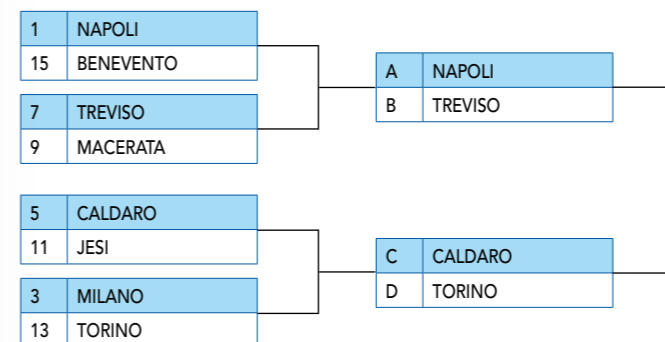 1 NAPOLI
15 BENEVENTO
7 TREVISO
9 MACERATA
A NAPOLI
B TREVISO
5 CALDARO
11 JESI
3 MILANO
13 TORINO
C CALDARO
D TORINO